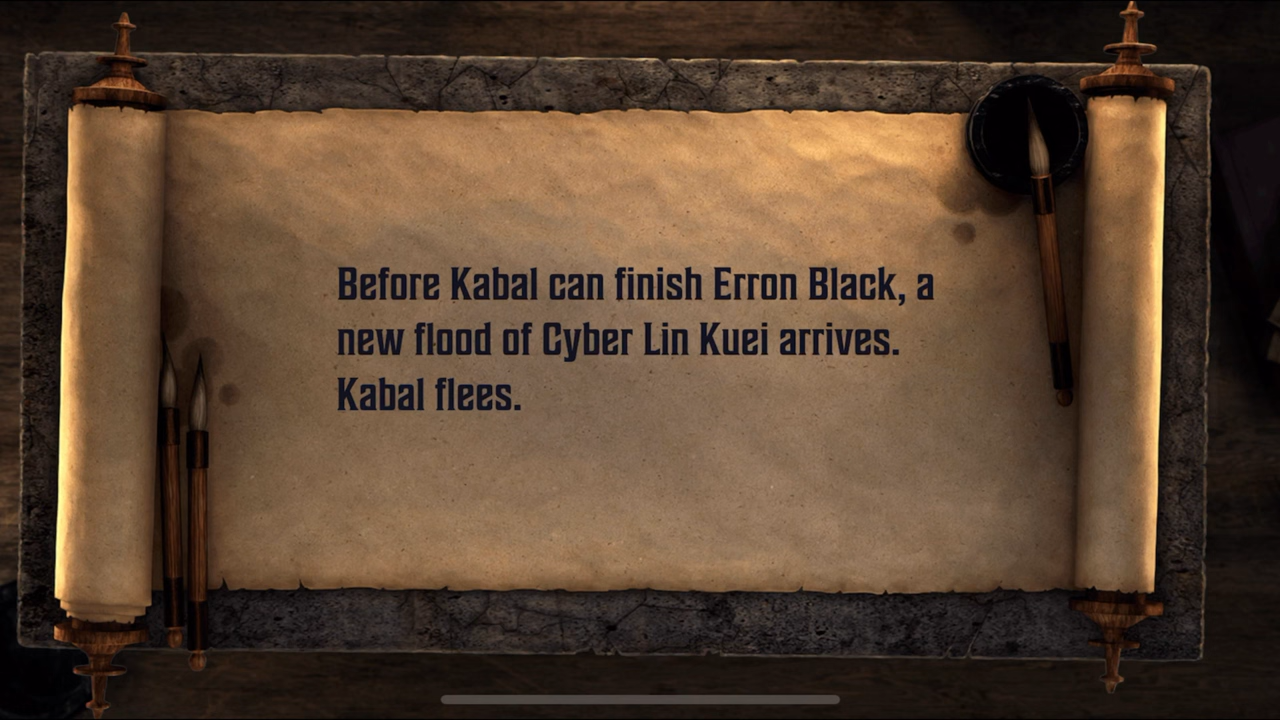 Before Kabal can finish Erron Black, a
new flood of Cyber Lin Kuei arrives.
Kabal flees.